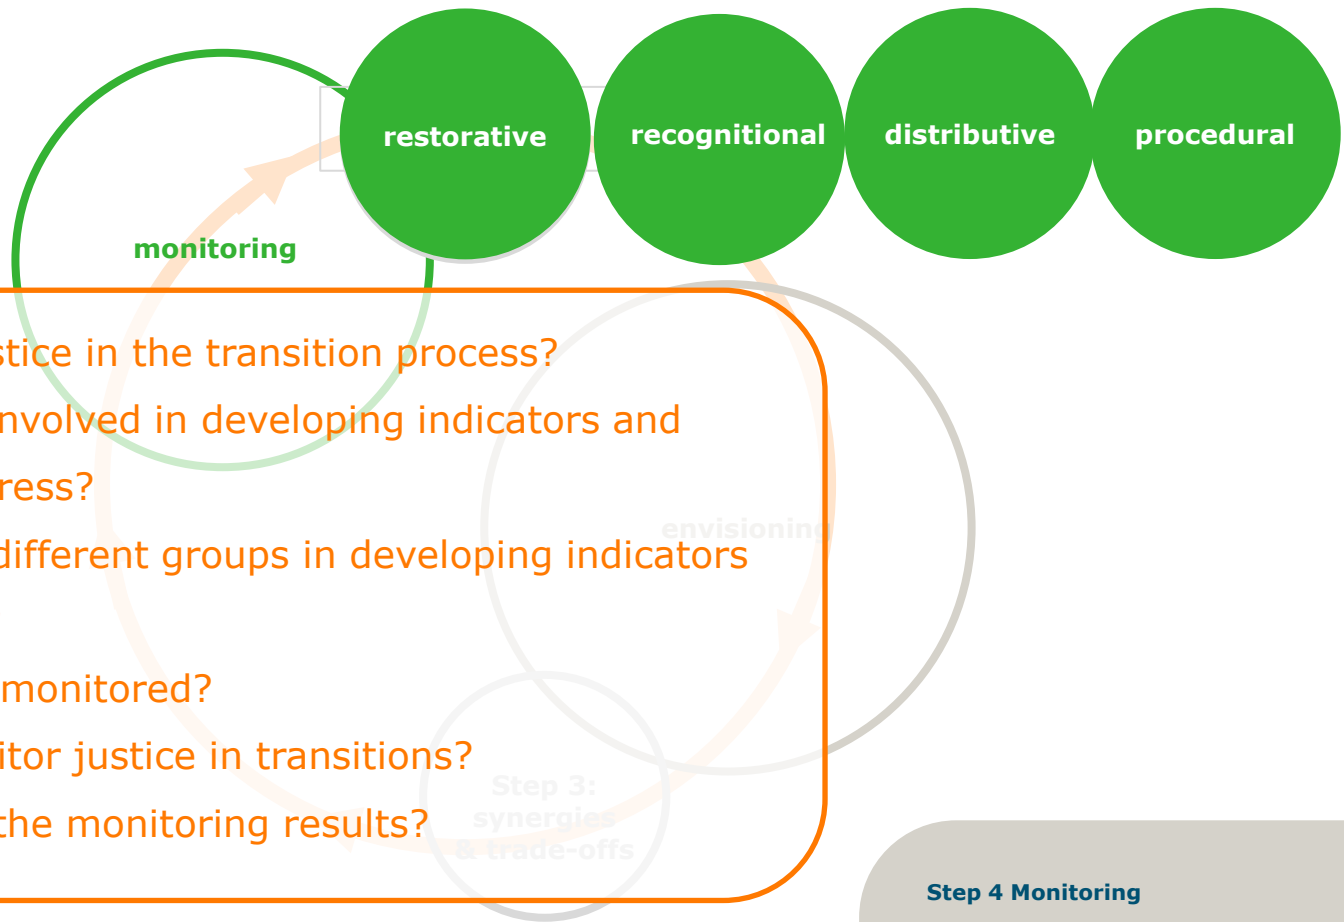 restorative
recognitional
distributive
procedural
monitoring
stice in the transition process?
nvolved in developing indicators and
ress?
different groups in developing indicators
envisioning
monitored?
itor justice in transitions?
the monitoring results?
Step 3:
synergies
& trade-offs
Step 4 Monitoring